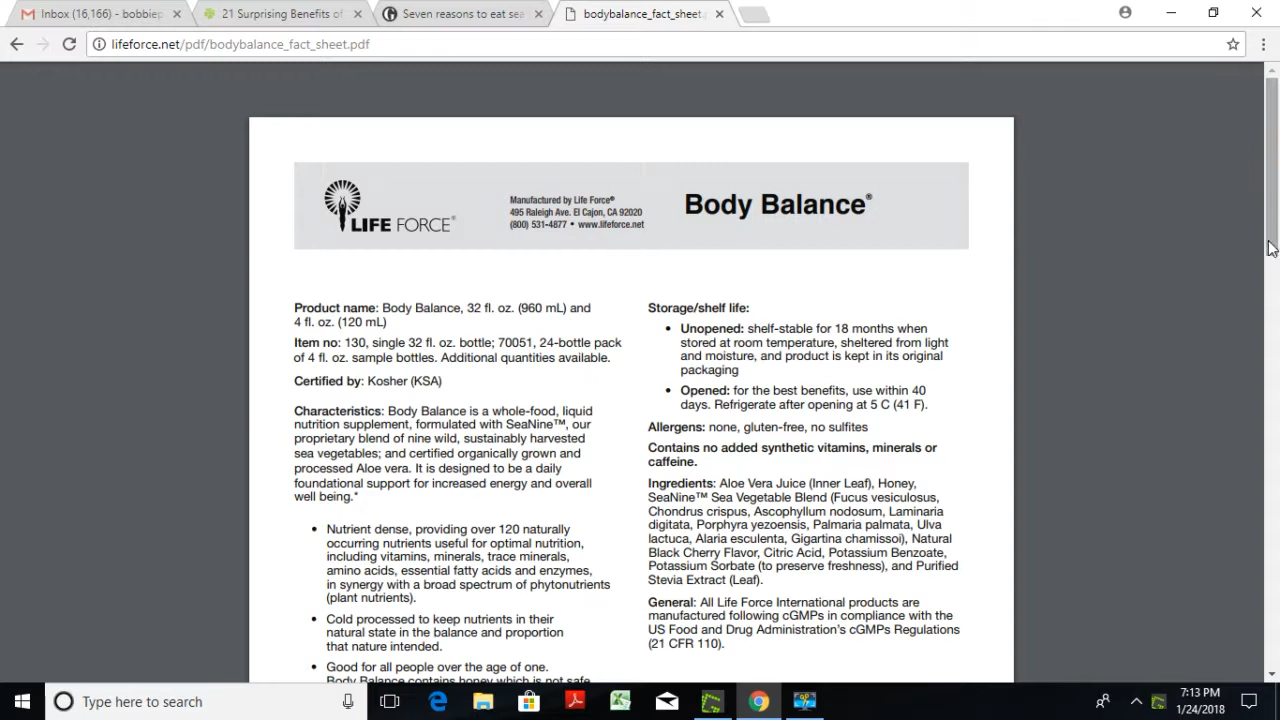 Inbox (16,166) - bobbiep
21 Surprising Benefits of
Seven reasons to eat sea
bodybalance_fact_sheet.p
lifeforce.net/pdf/bodybalance_fact_sheet.pdf
LIFE FORCE®
Manufactured by Life Force®
495 Raleigh Ave. El Cajon, CA 92020
(800) 531-4877 • www.lifeforce.net
Body Balance®
Product name: Body Balance, 32 fl. oz. (960 mL) and
4 fl. oz. (120 mL)
Item no: 130, single 32 fl. oz. bottle; 70051, 24-bottle pack
of 4 fl. oz. sample bottles. Additional quantities available.
Certified by: Kosher (KSA)
Characteristics: Body Balance is a whole-food, liquid
nutrition supplement, formulated with SeaNine™, our
proprietary blend of nine wild, sustainably harvested
sea vegetables; and certified organically grown and
processed Aloe vera. It is designed to be a daily
foundational support for increased energy and overall
well being.*
• Nutrient dense, providing over 120 naturally
occurring nutrients useful for optimal nutrition,
including vitamins, minerals, trace minerals,
amino acids, essential fatty acids and enzymes,
in synergy with a broad spectrum of phytonutrients
(plant nutrients).
• Cold processed to keep nutrients in their
natural state in the balance and proportion
that nature intended.
• Good for all people over the age of one.
Body Balance contains honey which is not safe
Storage/shelf life:
• Unopened: shelf-stable for 18 months when
stored at room temperature, sheltered from light
and moisture, and product is kept in its original
packaging
• Opened: for the best benefits, use within 40
days. Refrigerate after opening at 5 C (41 F).
Allergens: none, gluten-free, no sulfites
Contains no added synthetic vitamins, minerals or
caffeine.
Ingredients: Aloe Vera Juice (Inner Leaf), Honey,
SeaNine™ Sea Vegetable Blend (Fucus vesiculosus,
Chondrus crispus, Ascophyllum nodosum, Laminaria
digitata, Porphyra yezoensis, Palmaria palmata, Ulva
lactuca, Alaria esculenta, Gigartina chamissoi), Natural
Black Cherry Flavor, Citric Acid, Potassium Benzoate,
Potassium Sorbate (to preserve freshness), and Purified
Stevia Extract (Leaf).
General: All Life Force International products are
manufactured following cGMPs in compliance with the
US Food and Drug Administration's cGMPs Regulations
(21 CFR 110).
Type here to search
7:13 PM
1/24/2018